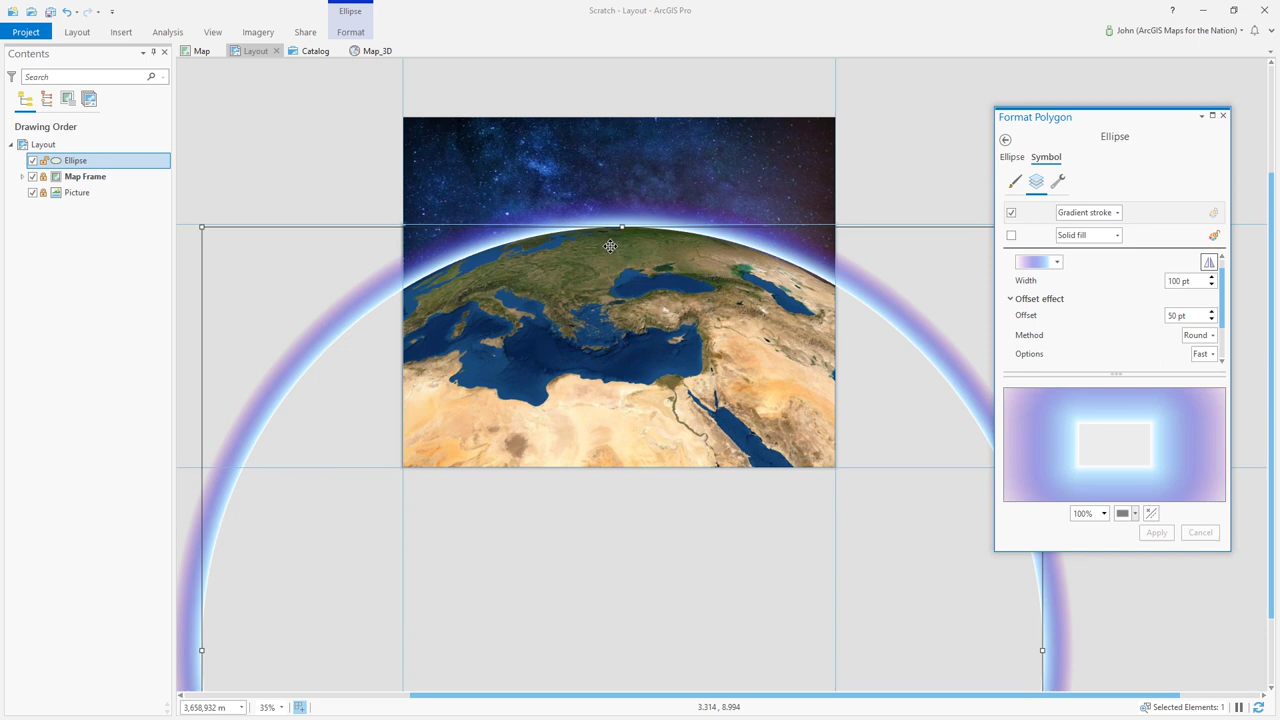 Ellipse
Scratch - Layout - ArcGIS Pro
?
Project
Layout
Insert
Analysis
View
Imagery
Share
Format
John (ArcGIS Maps for the Nation)
Contents
Map
Layout
Catalog
Map_3D
Search
Drawing Order
Layout
Ellipse
Map Frame
Picture
Format Polygon
Ellipse
Ellipse Symbol
Gradient stroke
Solid fill
Width 100 pt
Offset effect
Offset 50 pt
Method Round
Options Fast
100%
Apply Cancel
3,658,932 m
35%
3.314 , 8.994
Selected Elements: 1